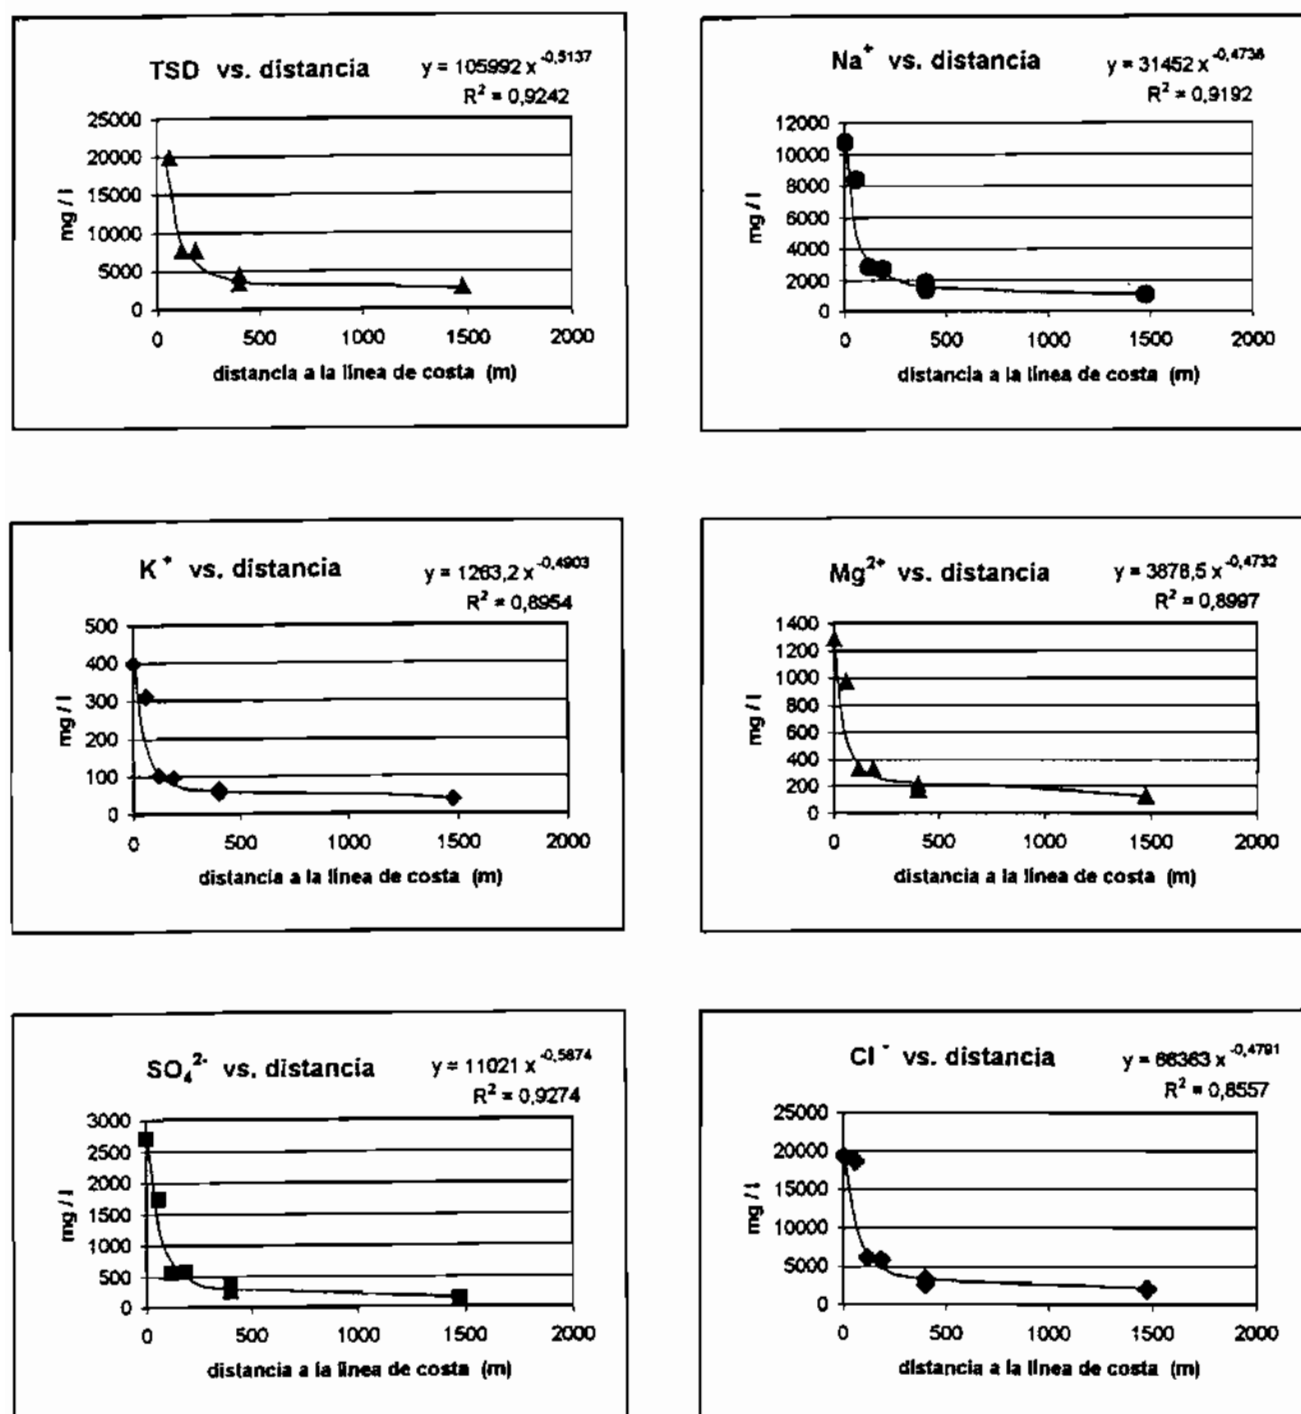 TSD vs. distancia
y = 105992 x^-0,5137
R² = 0,9242
25000
20000
15000
10000
5000
0
mg / l
0 500 1000 1500 2000
distancia a la línea de costa (m)
Na⁺ vs. distancia
y = 31452 x^-0,4736
R² = 0,9192
12000
10000
8000
6000
4000
2000
0
mg / l
0 500 1000 1500 2000
distancia a la línea de costa (m)
K⁺ vs. distancia
y = 1263,2 x^-0,4903
R² = 0,8954
500
400
300
200
100
0
mg / l
0 500 1000 1500 2000
distancia a la línea de costa (m)
Mg²⁺ vs. distancia
y = 3878,5 x^-0,4732
R² = 0,8997
1400
1200
1000
800
600
400
200
0
mg / l
0 500 1000 1500 2000
distancia a la línea de costa (m)
SO₄²⁻ vs. distancia
y = 11021 x^-0,5874
R² = 0,9274
3000
2500
2000
1500
1000
500
0
mg / l
0 500 1000 1500 2000
distancia a la línea de costa (m)
Cl⁻ vs. distancia
y = 66363 x^-0,4791
R² = 0,8557
25000
20000
15000
10000
5000
0
mg / l
0 500 1000 1500 2000
distancia a la línea de costa (m)